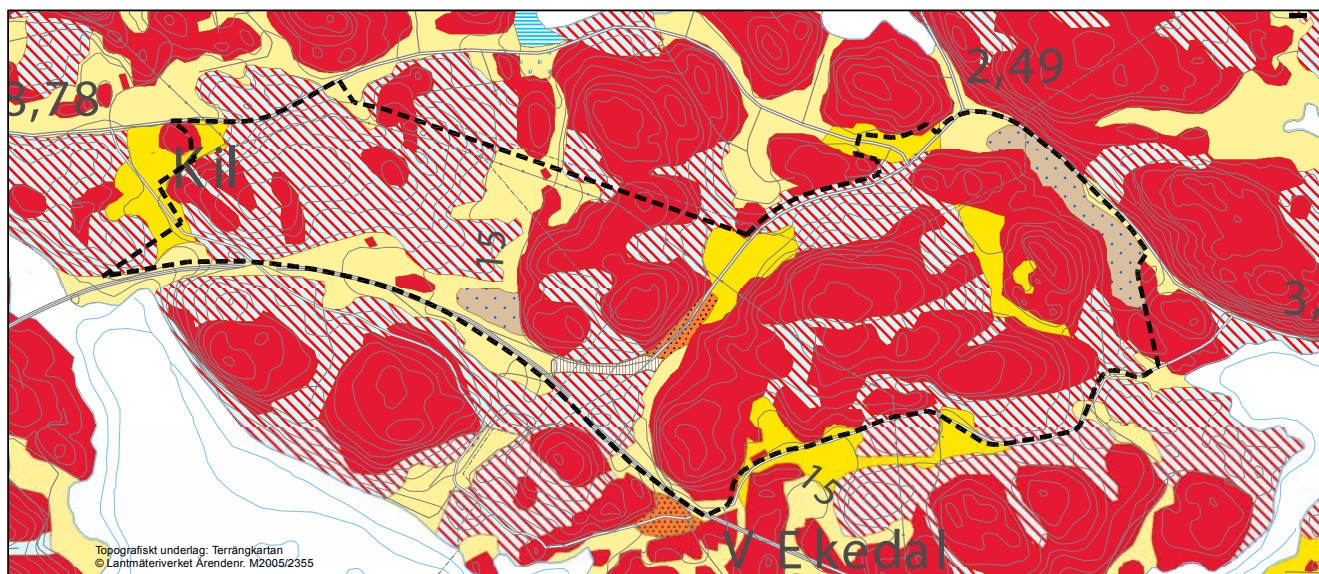 2,49
3,78
Kil
15
3,
15
V Ekedal
Topografiskt underlag: Terrängkartan
© Lantmäteriverket Ärendenr. M2005/2355